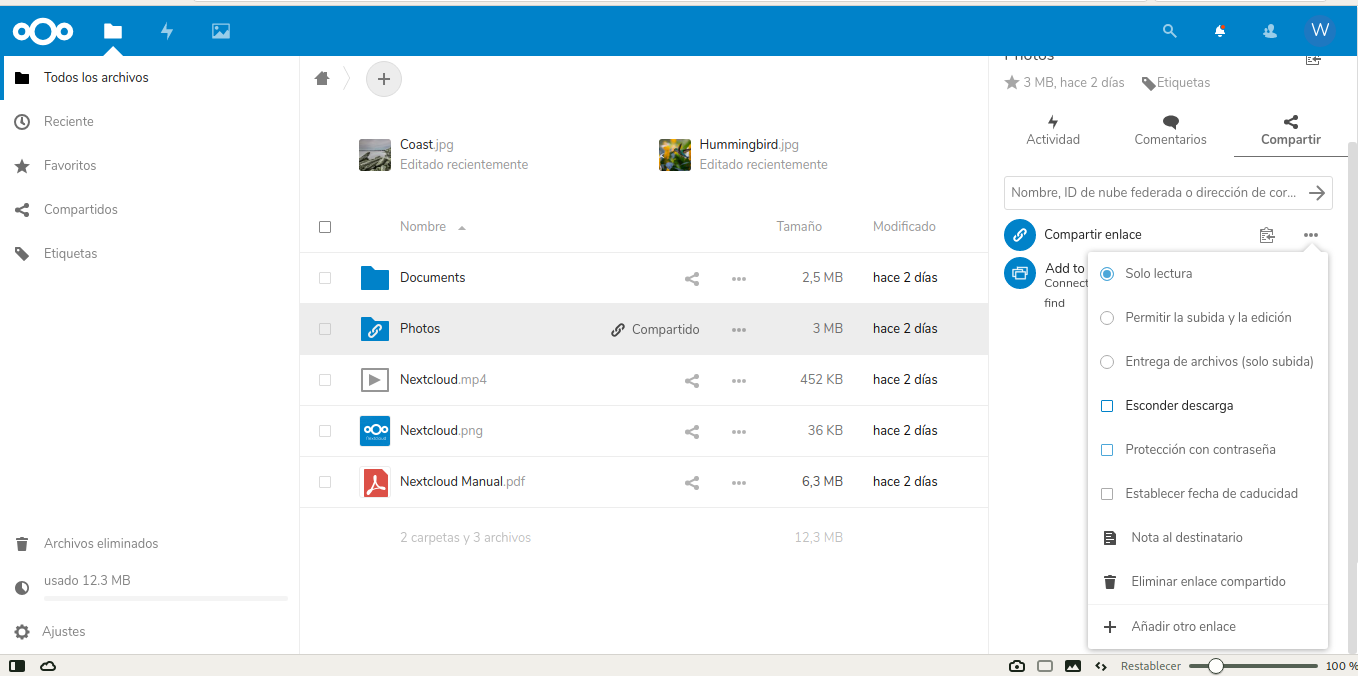 W
Todos los archivos
Reciente
Favoritos
Compartidos
Etiquetas
Archivos eliminados
usado 12.3 MB
Ajustes
Coast.jpg
Editado recientemente
Hummingbird.jpg
Editado recientemente
Nombre Tamaño Modificado
Documents 2,5 MB hace 2 días
Photos Compartido 3 MB hace 2 días
Nextcloud.mp4 452 KB hace 2 días
Nextcloud.png 36 KB hace 2 días
Nextcloud Manual.pdf 6,3 MB hace 2 días
2 carpetas y 3 archivos 12,3 MB
Photos
3 MB, hace 2 días Etiquetas
Actividad Comentarios Compartir
Nombre, ID de nube federada o dirección de cor...
Compartir enlace
Add to
Connect
find
Solo lectura
Permitir la subida y la edición
Entrega de archivos (solo subida)
Esconder descarga
Protección con contraseña
Establecer fecha de caducidad
Nota al destinatario
Eliminar enlace compartido
Añadir otro enlace
Restablecer 100 %